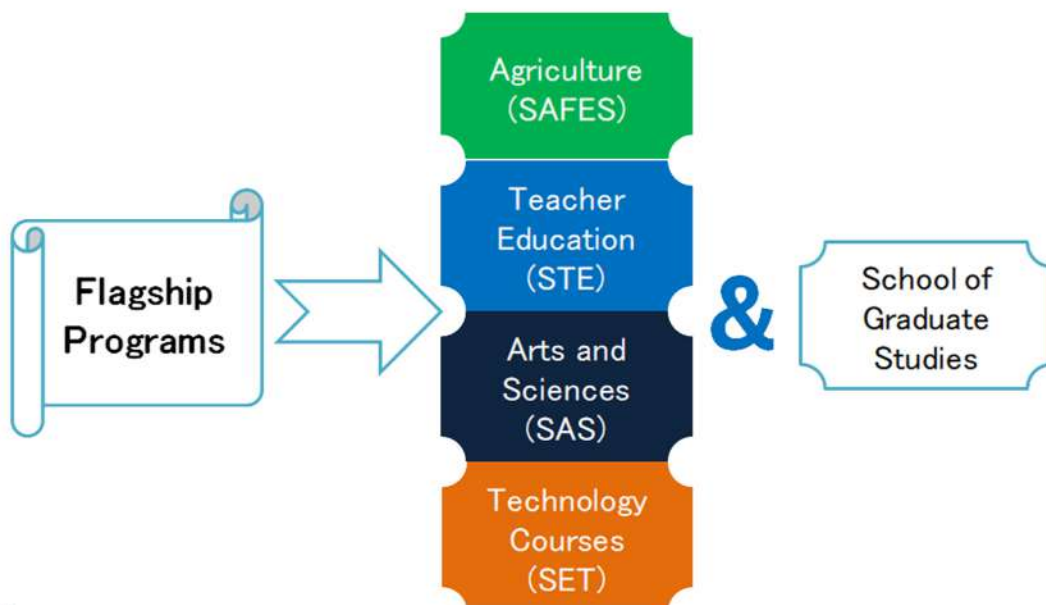 Flagship
Programs
Agriculture
(SAFES)
Teacher
Education
(STE)
Arts and
Sciences
(SAS)
Technology
Courses
(SET)
&
School of
Graduate
Studies